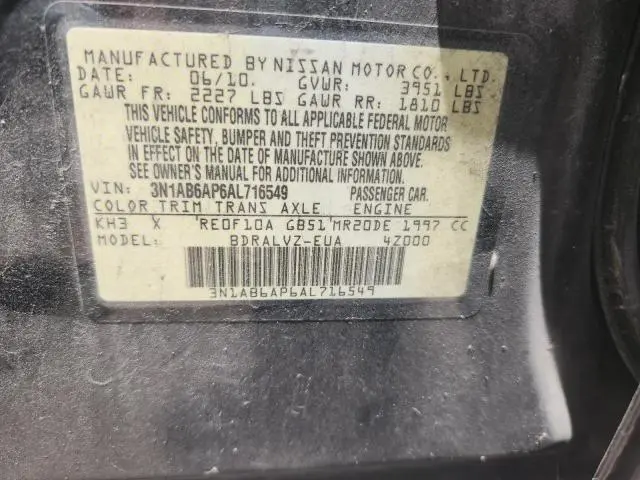 MANUFACTURED BY NISSAN MOTOR CO., LTD.
DATE: 06/10. GVWR: 3951 LBS
GAWR FR: 2227 LBS GAWR RR: 1810 LBS
THIS VEHICLE CONFORMS TO ALL APPLICABLE FEDERAL MOTOR
VEHICLE SAFETY, BUMPER AND THEFT PREVENTION STANDARDS
IN EFFECT ON THE DATE OF MANUFACTURE SHOWN ABOVE.
SEE OWNER'S MANUAL FOR ADDITIONAL INFORMATION.
VIN: 3N1AB6AP6AL716549 PASSENGER CAR.
COLOR TRIM TRANS AXLE ENGINE
KH3 X RE0F10A GB51 MR20DE 1997 CC
MODEL: BDRALVZ-EUA 4Z000
3N1AB6AP6AL716549